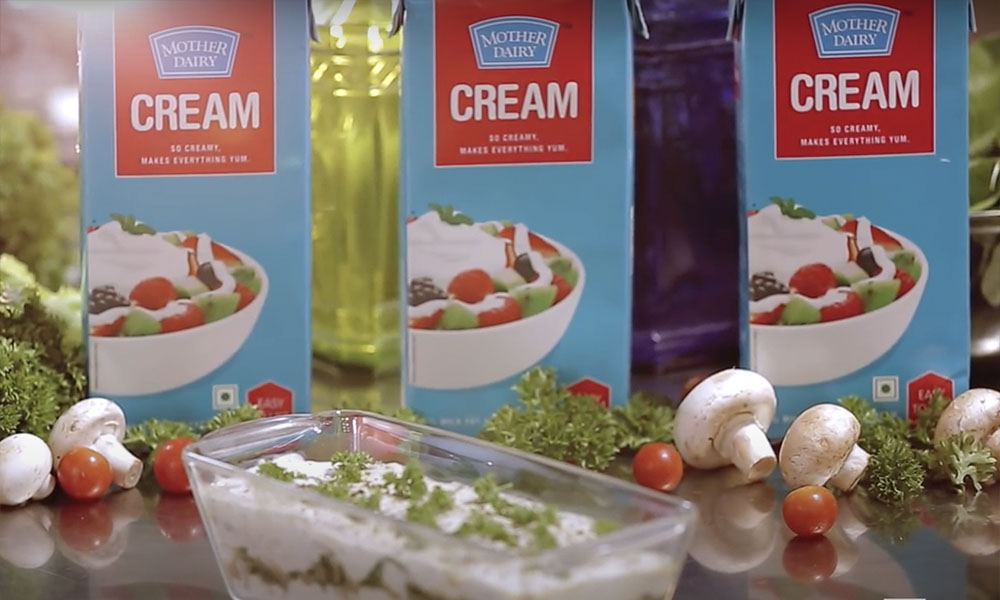 MOTHER
DAIRY
CREAM
SO CREAMY,
MAKES EVERYTHING YUM.
MOTHER
DAIRY
CREAM
SO CREAMY,
MAKES EVERYTHING YUM.
MOTHER
DAIRY
CREAM
SO CREAMY,
MAKES EVERYTHING YUM.
EASY
EASY